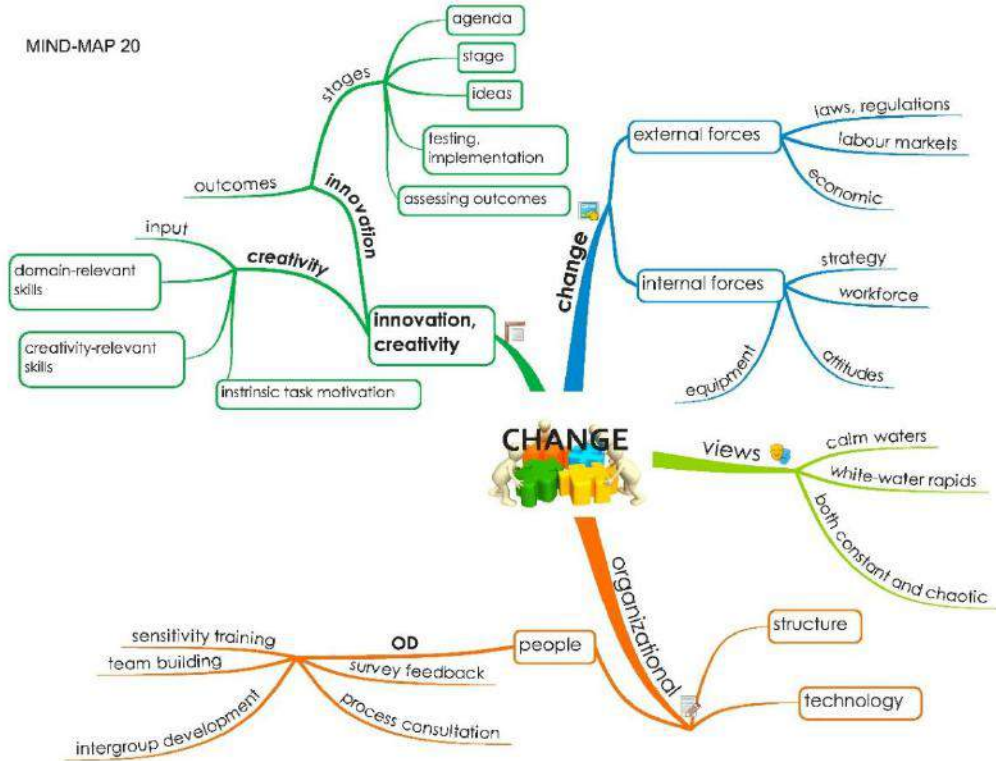 MIND-MAP 20
agenda
stage
ideas
testing,
implementation
assessing outcomes
stages
outcomes
innovation
input
creativity
domain-relevant
skills
creativity-relevant
skills
instrinsic task motivation
innovation,
creativity
change
external forces
laws, regulations
labour markets
economic
internal forces
strategy
workforce
attitudes
equipment
CHANGE
views
calm waters
white-water rapids
both constant and chaotic
organizational
structure
technology
people
OD
sensitivity training
team building
survey feedback
intergroup development
process consultation